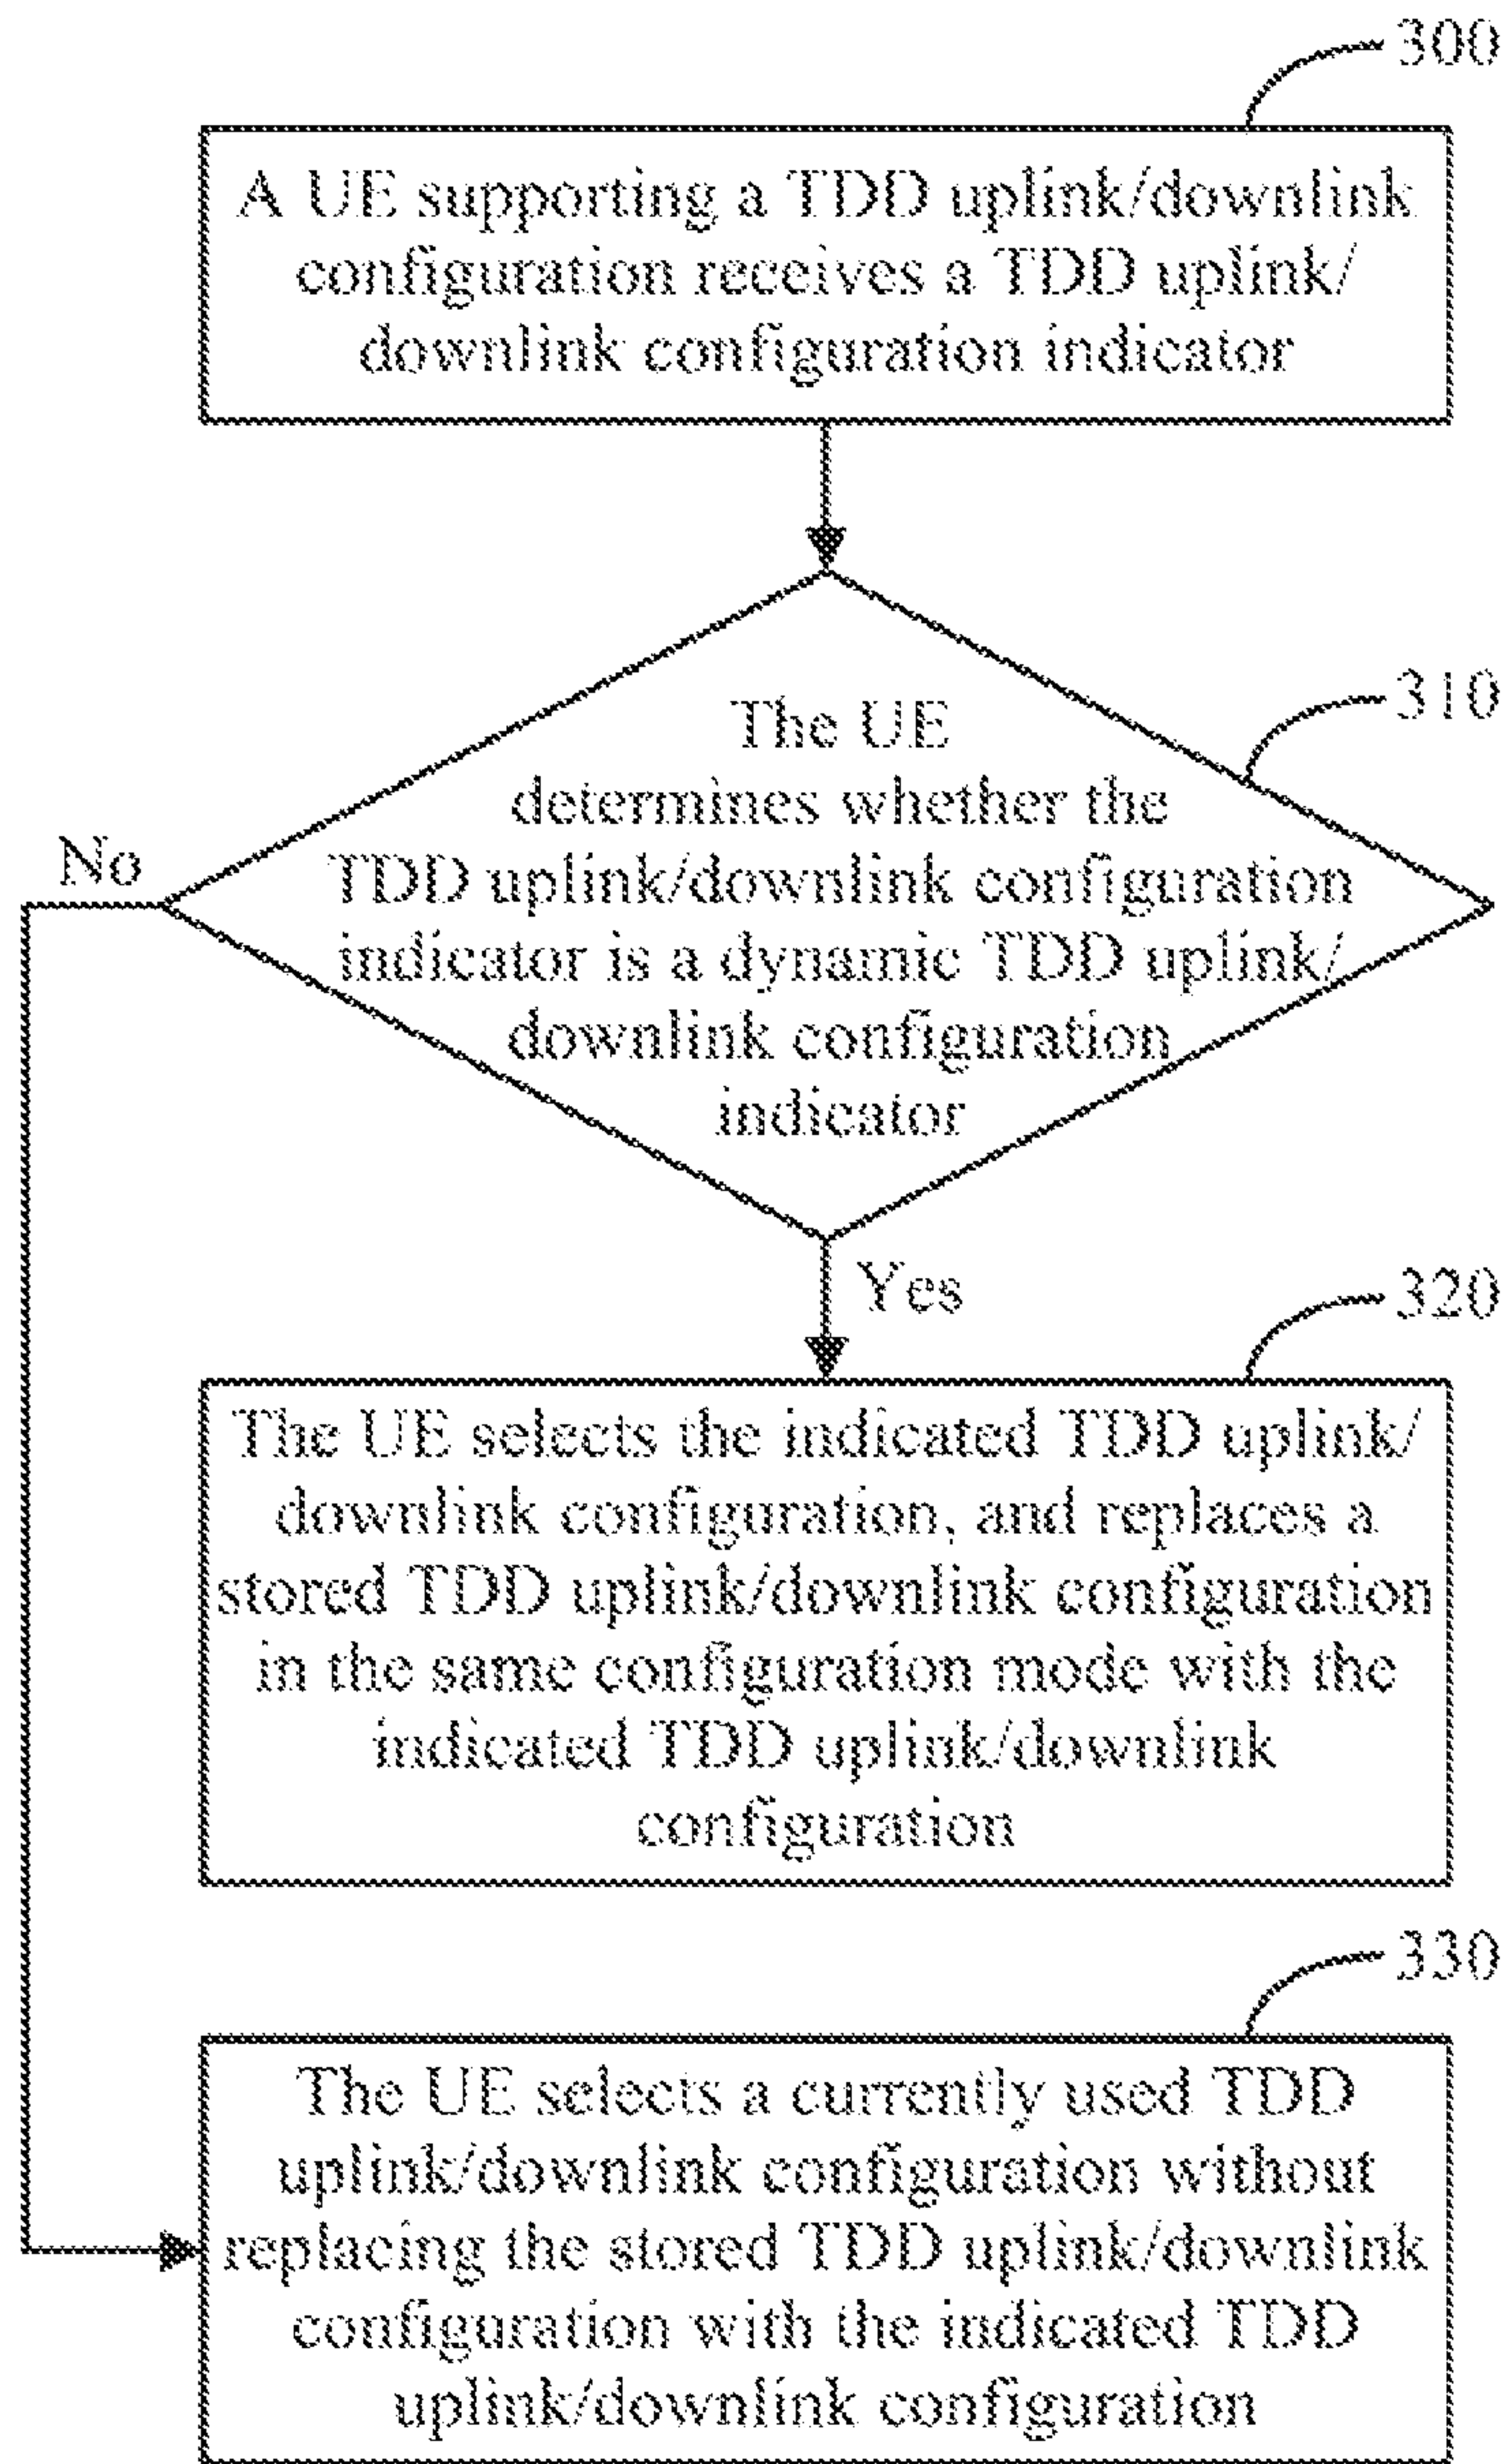 300
A UE supporting a TDD uplink/downlink
configuration receives a TDD uplink/
downlink configuration indicator
310
The UE
determines whether the
No
TDD uplink/downlink configuration
indicator is a dynamic TDD uplink/
downlink configuration
indicator
Yes
320
The UE selects the indicated TDD uplink/
downlink configuration, and replaces a
stored TDD uplink/downlink configuration
in the same configuration mode with the
indicated TDD uplink/downlink
configuration
330
The UE selects a currently used TDD
uplink/downlink configuration without
replacing the stored TDD uplink/downlink
configuration with the indicated TDD
uplink/downlink configuration